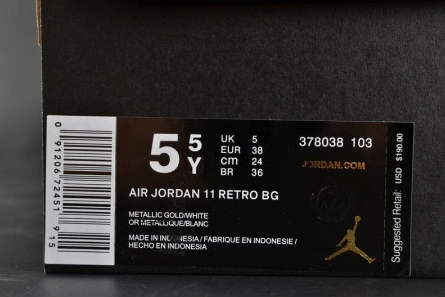 0 91206 72451 9 15
5 5Y
UK 5
EUR 38
cm 24
BR 36
378038 103
JORDAN.COM
AIR JORDAN 11 RETRO BG
METALLIC GOLD/WHITE
OR METALLIQUE/BLANC
MADE IN INDONESIA / FABRIQUE EN INDONESIE /
HECHO EN INDONESIA
Suggested Retail: USD $190.00